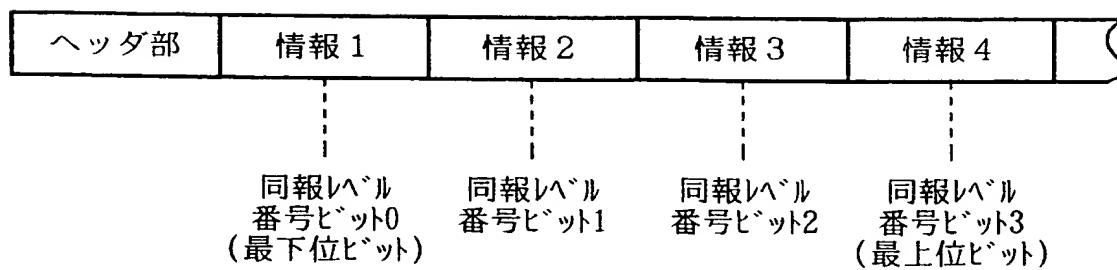 ヘッダ部 情報1 情報2 情報3 情報4
同報ﾚﾍﾞﾙ
番号ﾋﾞｯﾄ0
(最下位ﾋﾞｯﾄ)
同報ﾚﾍﾞﾙ
番号ﾋﾞｯﾄ1
同報ﾚﾍﾞﾙ
番号ﾋﾞｯﾄ2
同報ﾚﾍﾞﾙ
番号ﾋﾞｯﾄ3
(最上位ﾋﾞｯﾄ)